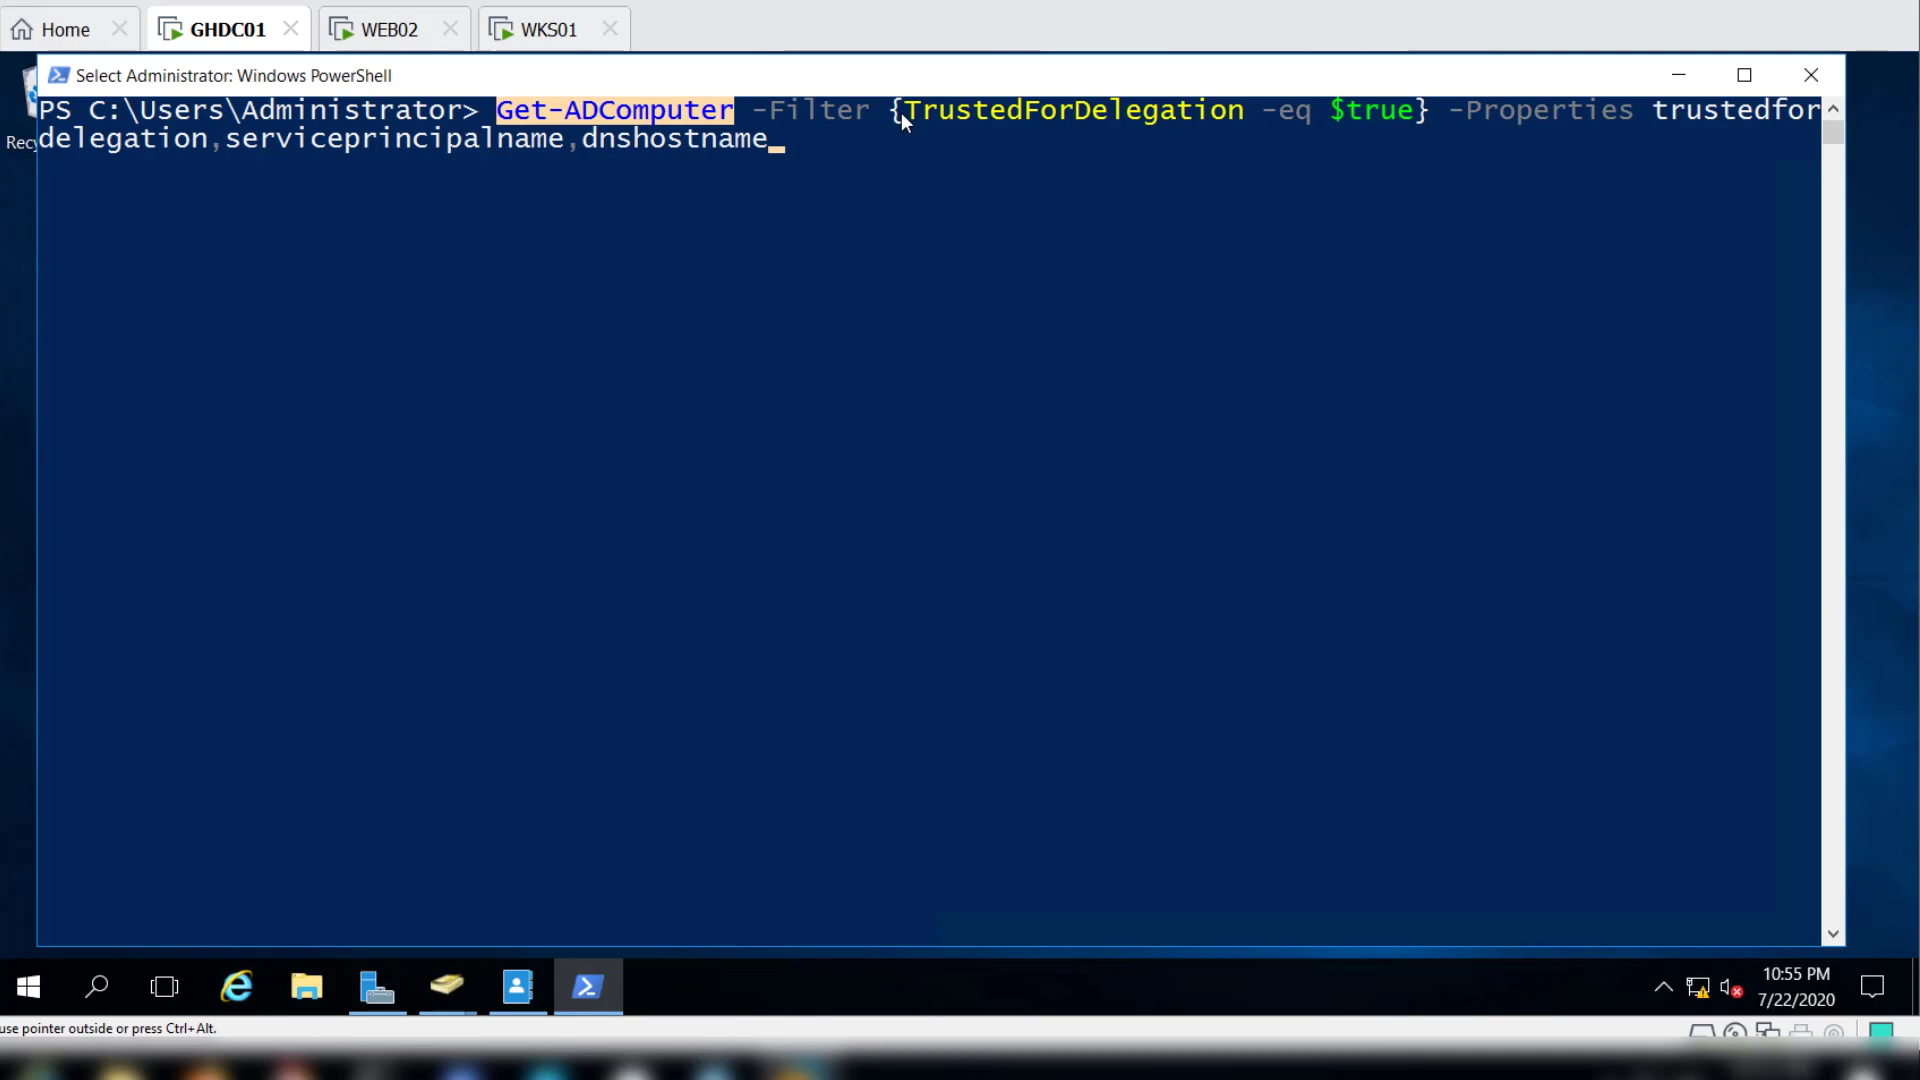 Home
GHDC01
WEB02
WKS01
Select Administrator: Windows PowerShell
PS C:\Users\Administrator> Get-ADComputer -Filter {TrustedForDelegation -eq $true} -Properties trustedfor
delegation,serviceprincipalname,dnshostname
Recy
10:55 PM
7/22/2020
use pointer outside or press Ctrl+Alt.